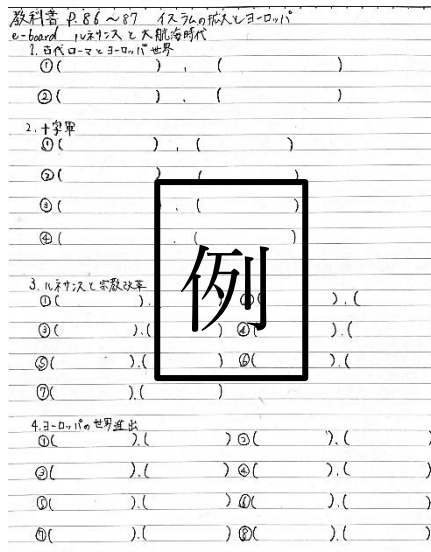 教科書 P.86～87 イスラムの拡大とヨーロッパ
e-board ルネサンスと大航海時代
1. 古代ローマとヨーロッパ世界
①( ) , ( )
②( ) . ( )
2. 十字軍
①( ) , ( )
②( ) ( )
③( ) . ( )
④( . ( )
3. ルネサンスと宗教改革
①( ).( ).(
③( ).( ) ④( ).(
⑤( ).( ) ⑥( ).(
⑦( ).( )
例
4.ヨーロッパの世界進出
①( ).( ) ②( ).( )
③( ).( ) ④( ).( )
⑤( ).( ) ⑥( ).( )
⑦( ).( ) ⑧( ).( )